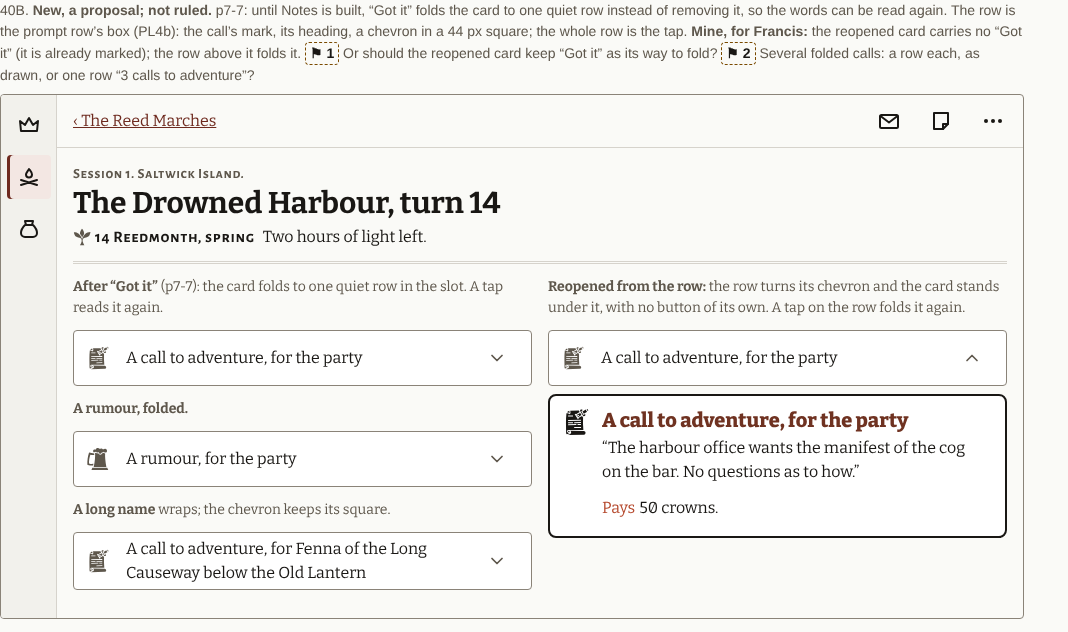 40B. New, a proposal; not ruled. p7-7: until Notes is built, “Got it” folds the card to one quiet row instead of removing it, so the words can be read again. The row is
the prompt row’s box (PL4b): the call’s mark, its heading, a chevron in a 44 px square; the whole row is the tap. Mine, for Francis: the reopened card carries no “Got
it” (it is already marked); the row above it folds it. ⚑ 1 Or should the reopened card keep “Got it” as its way to fold? ⚑ 2 Several folded calls: a row each, as
drawn, or one row “3 calls to adventure”?
‹ The Reed Marches
Session 1. Saltwick Island.
The Drowned Harbour, turn 14
14 Reedmonth, spring Two hours of light left.
After “Got it” (p7-7): the card folds to one quiet row in the slot. A tap
reads it again.
A call to adventure, for the party
A rumour, folded.
A rumour, for the party
A long name wraps; the chevron keeps its square.
A call to adventure, for Fenna of the Long
Causeway below the Old Lantern
Reopened from the row: the row turns its chevron and the card stands
under it, with no button of its own. A tap on the row folds it again.
A call to adventure, for the party
A call to adventure, for the party
“The harbour office wants the manifest of the cog
on the bar. No questions as to how.”
Pays 50 crowns.